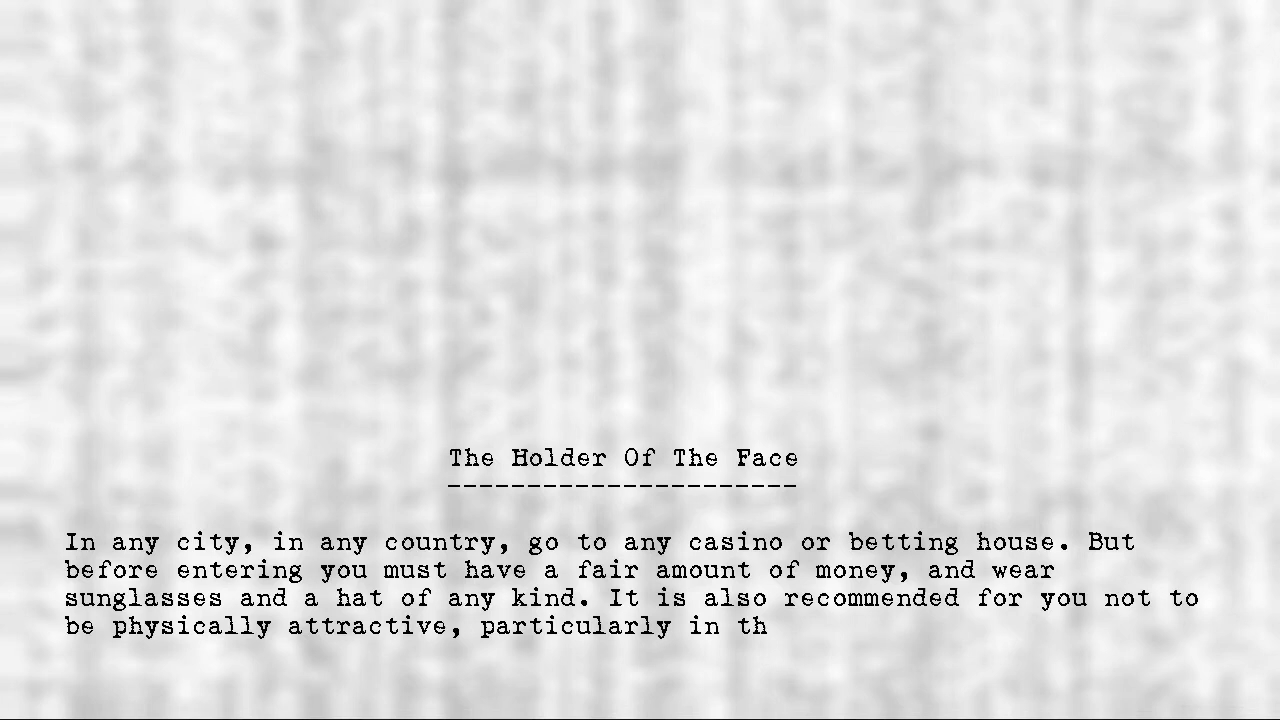 The Holder Of The Face
----------------------
In any city, in any country, go to any casino or betting house. But
before entering you must have a fair amount of money, and wear
sunglasses and a hat of any kind. It is also recommended for you not to
be physically attractive, particularly in th